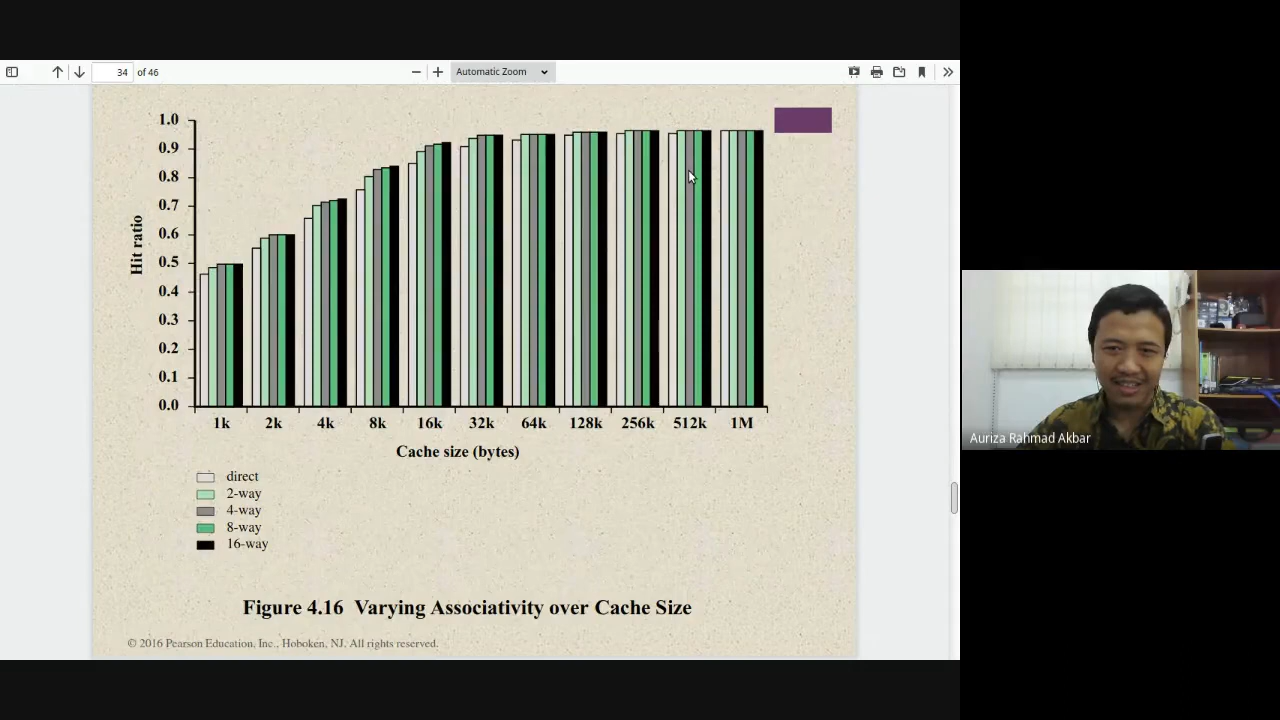 34 of 46
Automatic Zoom
1.0
0.9
0.8
0.7
0.6
0.5
0.4
0.3
0.2
0.1
0.0
Hit ratio
1k 2k 4k 8k 16k 32k 64k 128k 256k 512k 1M
Cache size (bytes)
direct
2-way
4-way
8-way
16-way
Figure 4.16 Varying Associativity over Cache Size
© 2016 Pearson Education, Inc., Hoboken, NJ. All rights reserved.
Auriza Rahmad Akbar